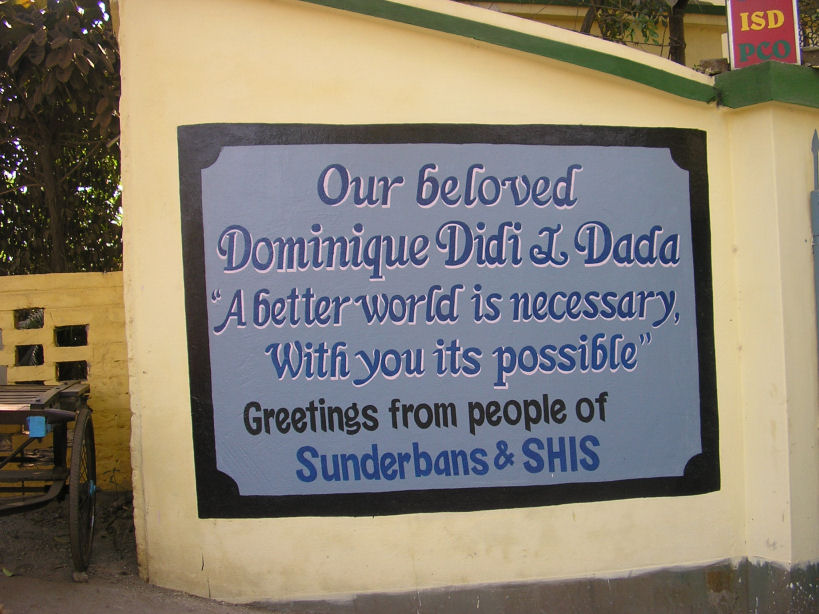 ISD
PCO
Our beloved
Dominique Didi & Dada
"A better world is necessary,
With you its possible"
Greetings from people of
Sunderbans & SHIS